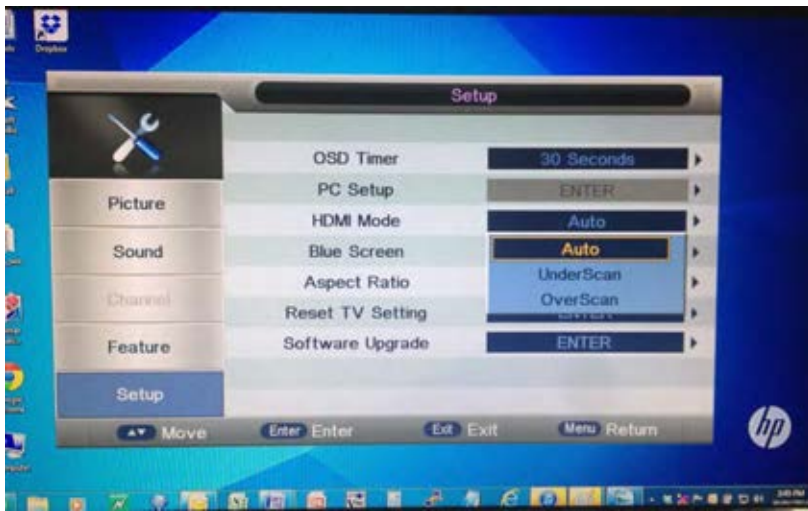 Dropbox
Setup
OSD Timer 30 Seconds
PC Setup ENTER
Picture
HDMI Mode Auto
Sound
Blue Screen Auto
Aspect Ratio UnderScan
Channel
OverScan
Reset TV Setting ENTER
Feature
Software Upgrade ENTER
Setup
Move Enter Enter Exit Exit Menu Return
hp